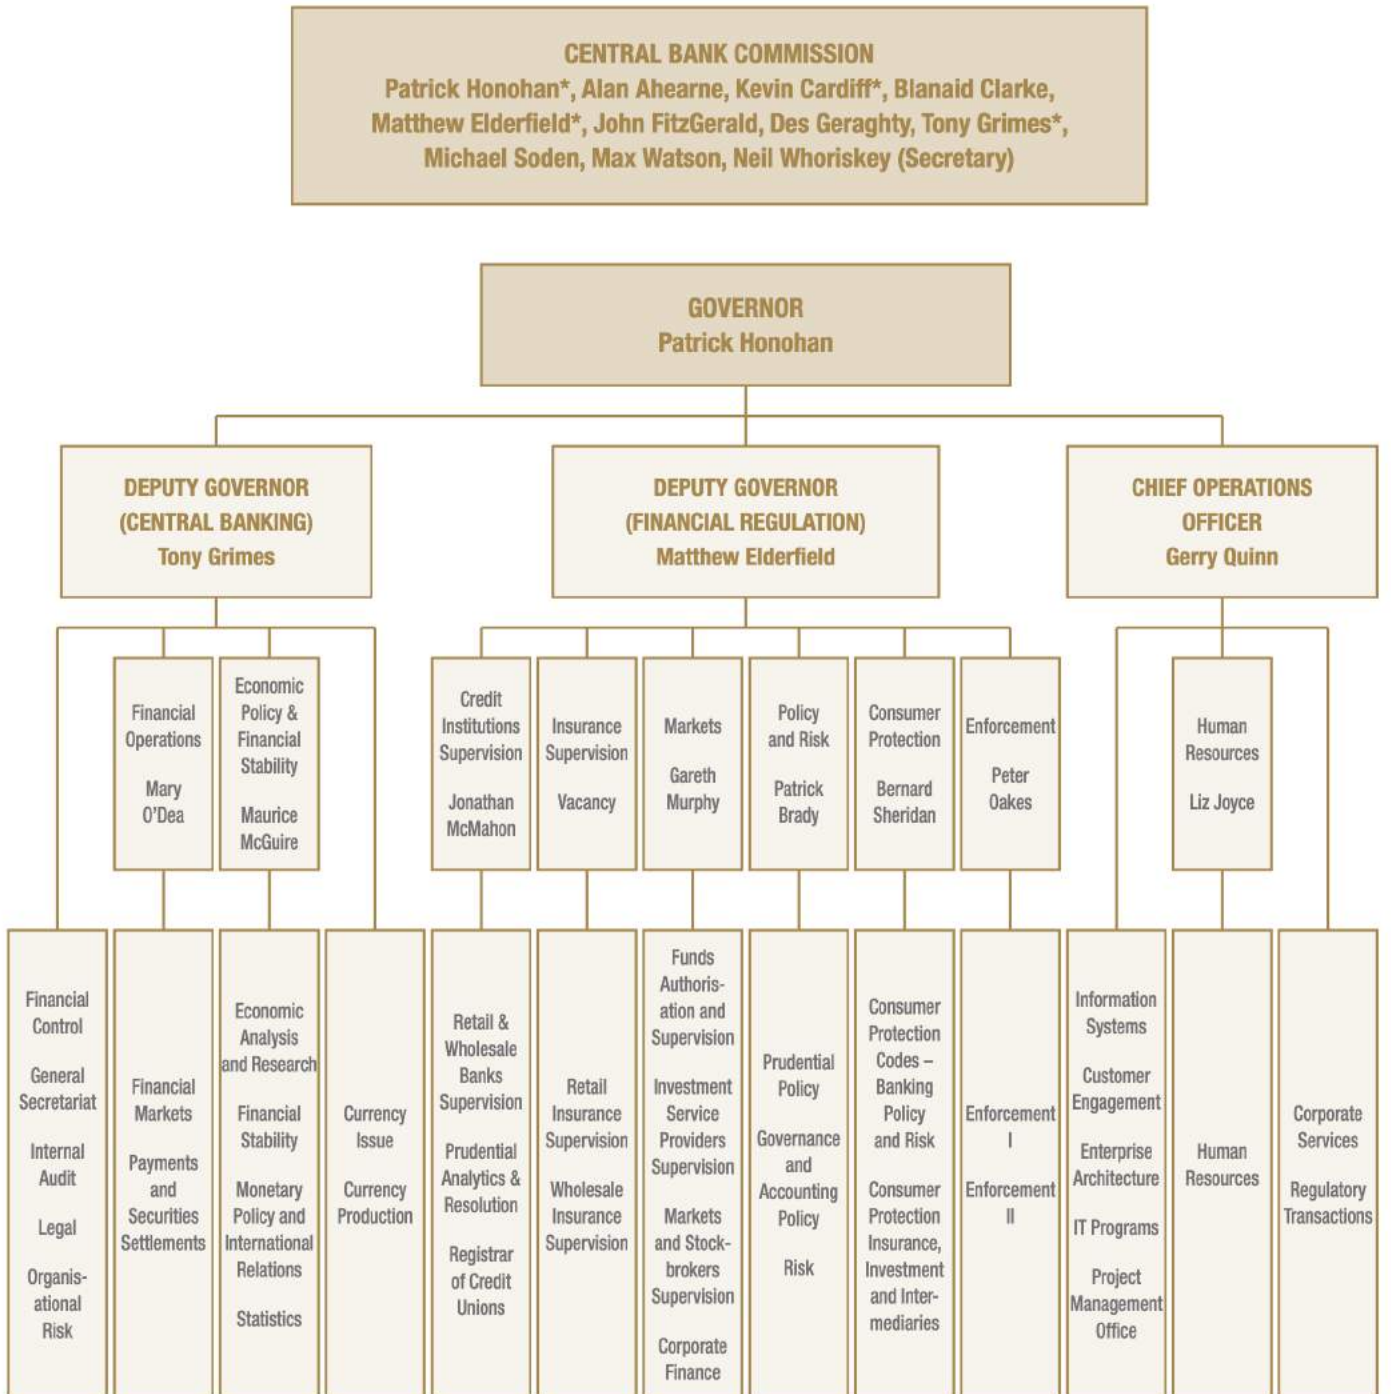 CENTRAL BANK COMMISSION
Patrick Honohan*, Alan Ahearne, Kevin Cardiff*, Blanaid Clarke,
Matthew Elderfield*, John FitzGerald, Des Geraghty, Tony Grimes*,
Michael Soden, Max Watson, Neil Whoriskey (Secretary)
GOVERNOR
Patrick Honohan
DEPUTY GOVERNOR
(CENTRAL BANKING)
Tony Grimes
DEPUTY GOVERNOR
(FINANCIAL REGULATION)
Matthew Elderfield
CHIEF OPERATIONS
OFFICER
Gerry Quinn
Financial
Operations
Mary
O'Dea
Economic
Policy &
Financial
Stability
Maurice
McGuire
Credit
Institutions
Supervision
Jonathan
McMahon
Insurance
Supervision
Vacancy
Markets
Gareth
Murphy
Policy
and Risk
Patrick
Brady
Consumer
Protection
Bernard
Sheridan
Enforcement
Peter
Oakes
Human
Resources
Liz Joyce
Financial
Control
General
Secretariat
Internal
Audit
Legal
Organis-
ational
Risk
Financial
Markets
Payments
and
Securities
Settlements
Economic
Analysis
and Research
Financial
Stability
Monetary
Policy and
International
Relations
Statistics
Currency
Issue
Currency
Production
Retail &
Wholesale
Banks
Supervision
Prudential
Analytics &
Resolution
Registrar
of Credit
Unions
Retail
Insurance
Supervision
Wholesale
Insurance
Supervision
Funds
Authoris-
ation and
Supervision
Investment
Service
Providers
Supervision
Markets
and Stock-
brokers
Supervision
Corporate
Finance
Prudential
Policy
Governance
and
Accounting
Policy
Risk
Consumer
Protection
Codes –
Banking
Policy
and Risk
Consumer
Protection
Insurance,
Investment
and Inter-
mediaries
Enforcement
I
Enforcement
II
Information
Systems
Customer
Engagement
Enterprise
Architecture
IT Programs
Project
Management
Office
Human
Resources
Corporate
Services
Regulatory
Transactions